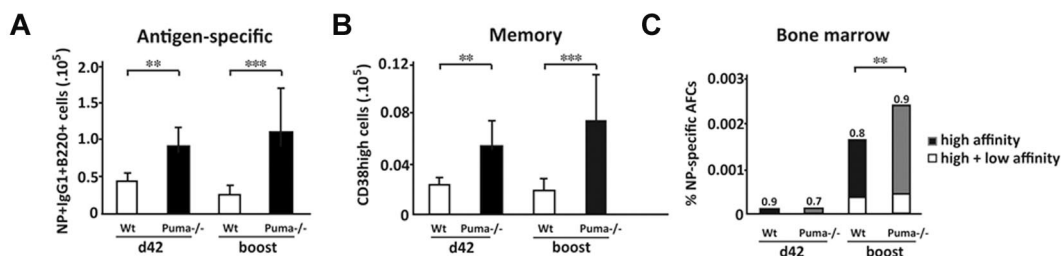 A
Antigen-specific
NP+IgG1+B220+ cells (.10⁵)
2.0
1.5
1.0
0.5
0
**
***
Wt Puma-/- Wt Puma-/-
d42 boost
B
Memory
CD38high cells (.10⁵)
0.12
0.08
0.04
0
**
***
Wt Puma-/- Wt Puma-/-
d42 boost
C
Bone marrow
% NP-specific AFCs
0.003
0.002
0.001
0
**
0.9 0.7 0.8 0.9
Wt Puma-/- Wt Puma-/-
d42 boost
high affinity
high + low affinity